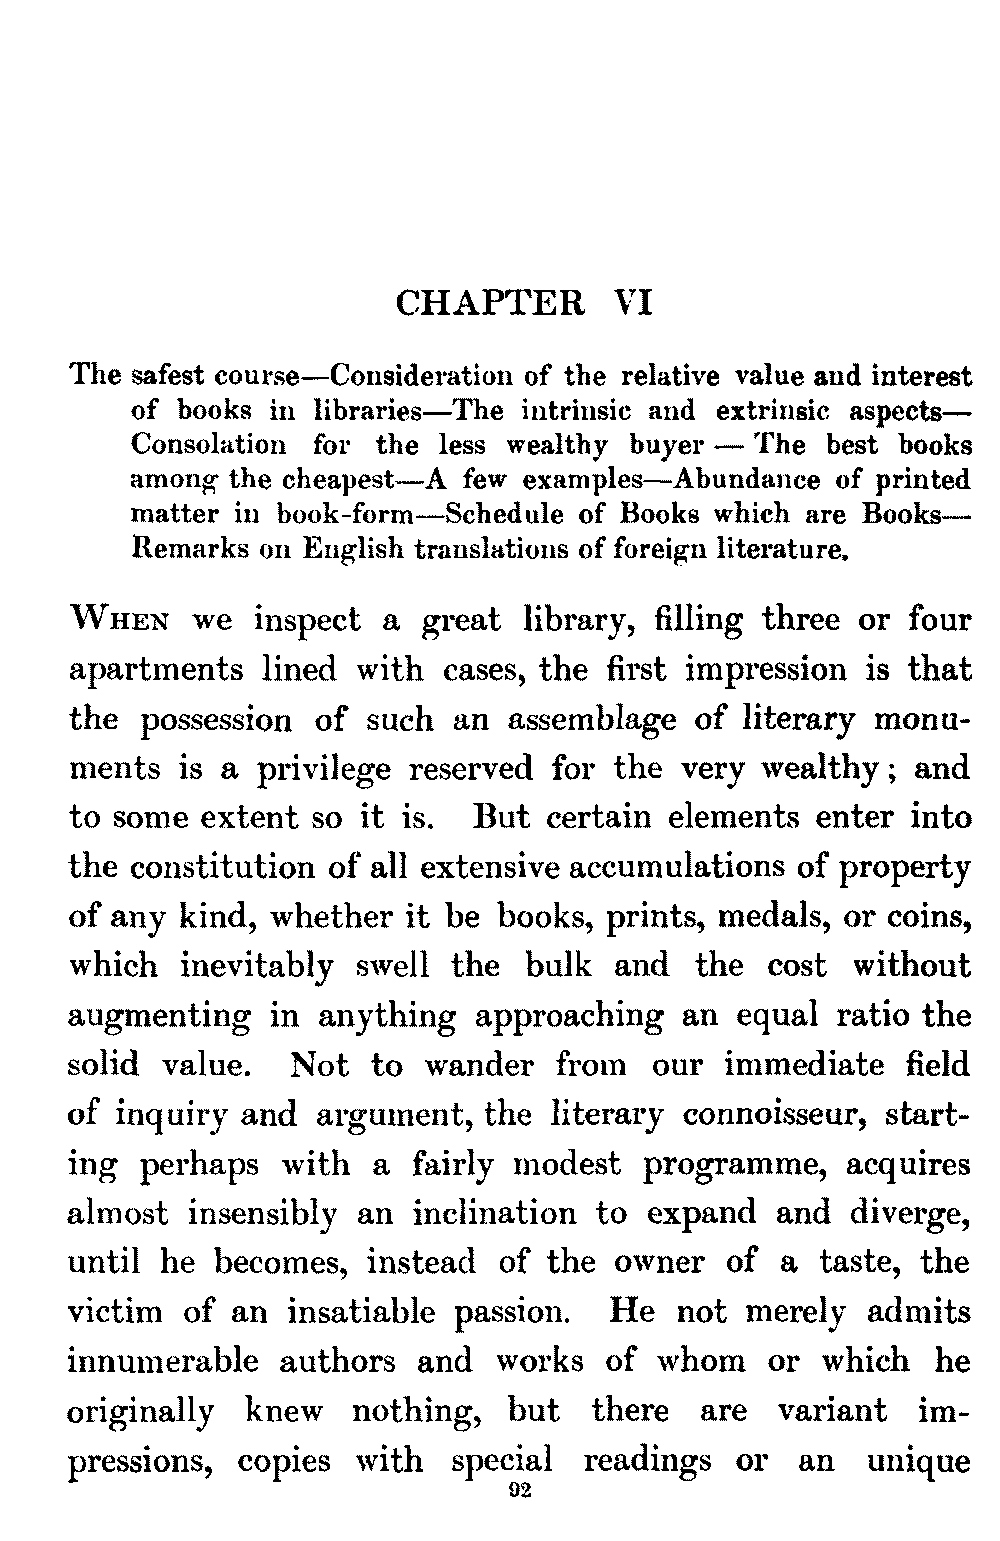 CHAPTER VI
The safest course—Consideration of the relative value and interest
of books in libraries—The intrinsic and extrinsic aspects—
Consolation for the less wealthy buyer — The best books
among the cheapest—A few examples—Abundance of printed
matter in book-form—Schedule of Books which are Books—
Remarks on English translations of foreign literature.
WHEN we inspect a great library, filling three or four
apartments lined with cases, the first impression is that
the possession of such an assemblage of literary monu-
ments is a privilege reserved for the very wealthy; and
to some extent so it is. But certain elements enter into
the constitution of all extensive accumulations of property
of any kind, whether it be books, prints, medals, or coins,
which inevitably swell the bulk and the cost without
augmenting in anything approaching an equal ratio the
solid value. Not to wander from our immediate field
of inquiry and argument, the literary connoisseur, start-
ing perhaps with a fairly modest programme, acquires
almost insensibly an inclination to expand and diverge,
until he becomes, instead of the owner of a taste, the
victim of an insatiable passion. He not merely admits
innumerable authors and works of whom or which he
originally knew nothing, but there are variant im-
pressions, copies with special readings or an unique
92